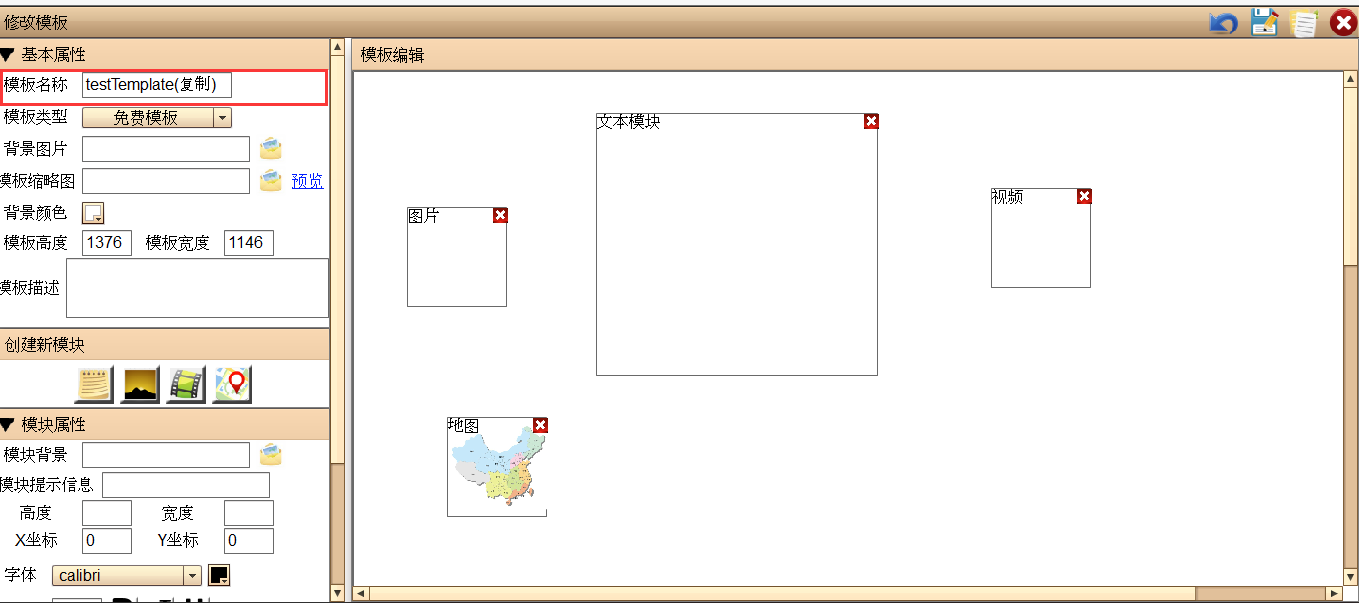 修改模板
基本属性
模板名称 testTemplate(复制)
模板类型 免费模板
背景图片
模板缩略图 预览
背景颜色
模板高度 1376 模板宽度 1146
模板描述
创建新模块
模块属性
模块背景
模块提示信息
高度 宽度
X坐标 0 Y坐标 0
字体 calibri
模板编辑
文本模块
图片
视频
地图